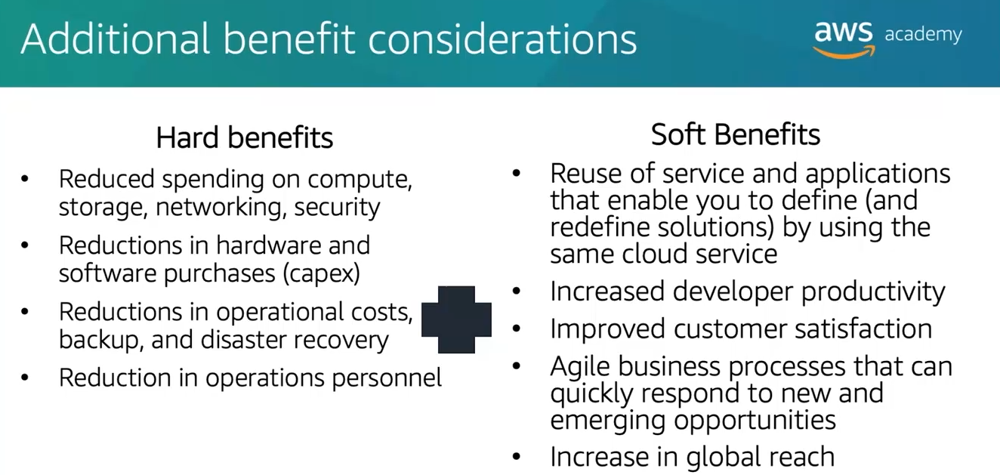 Additional benefit considerations
aws academy
Hard benefits
• Reduced spending on compute,
storage, networking, security
• Reductions in hardware and
software purchases (capex)
• Reductions in operational costs,
backup, and disaster recovery
• Reduction in operations personnel
Soft Benefits
• Reuse of service and applications
that enable you to define (and
redefine solutions) by using the
same cloud service
• Increased developer productivity
• Improved customer satisfaction
• Agile business processes that can
quickly respond to new and
emerging opportunities
• Increase in global reach